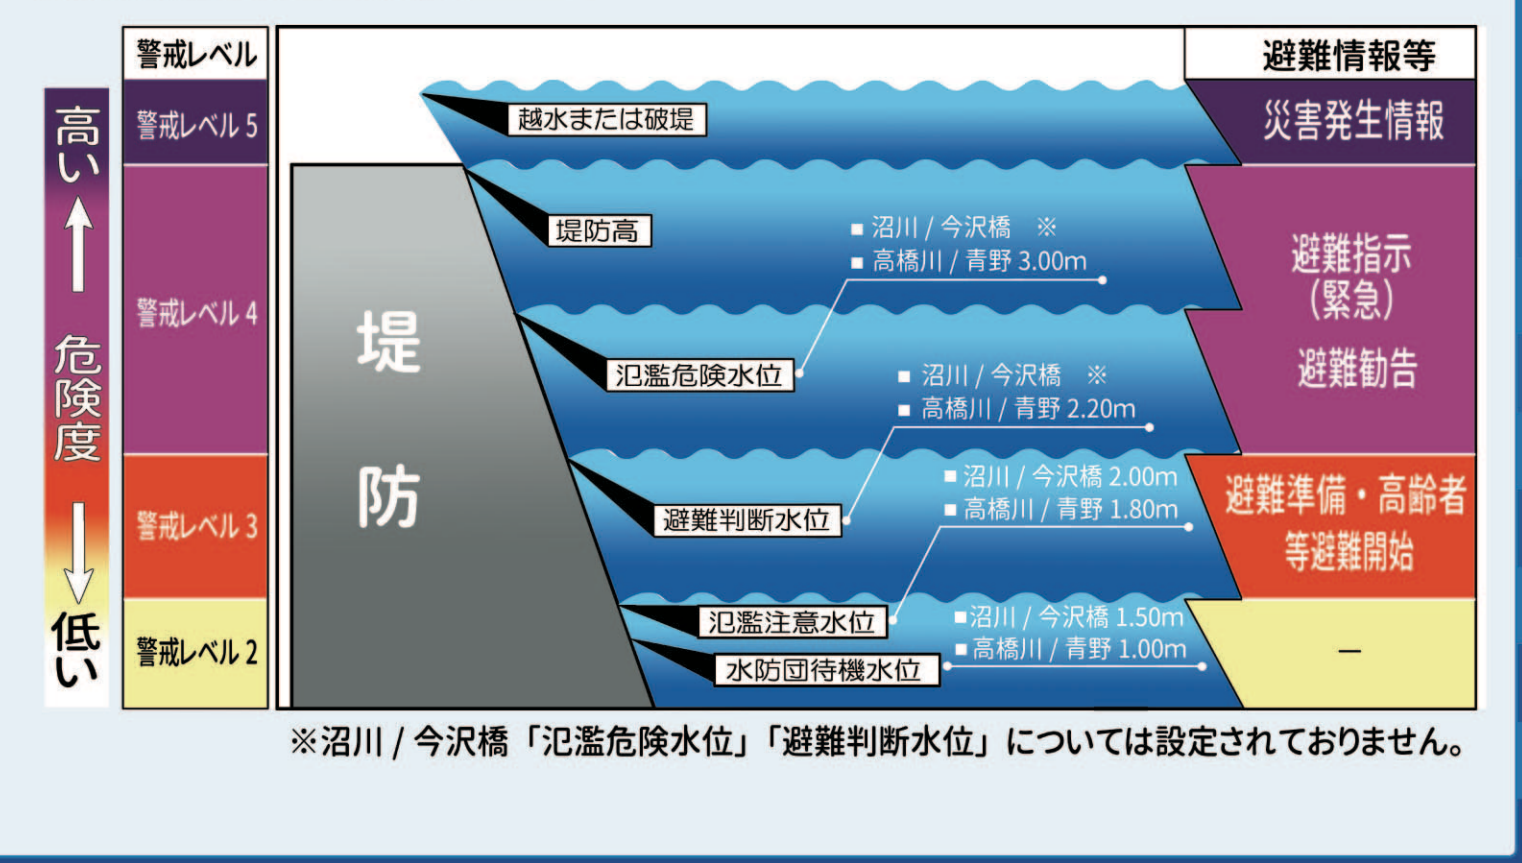 警戒レベル
避難情報等
高い
危険度
低い
警戒レベル 5
越水または破堤
災害発生情報
警戒レベル 4
堤防高
■ 沼川 / 今沢橋　※
■ 高橋川 / 青野 3.00m
避難指示
(緊急)
避難勧告
堤防
氾濫危険水位
■ 沼川 / 今沢橋　※
■ 高橋川 / 青野 2.20m
警戒レベル 3
避難判断水位
■ 沼川 / 今沢橋 2.00m
■ 高橋川 / 青野 1.80m
避難準備・高齢者
等避難開始
警戒レベル 2
氾濫注意水位
■沼川 / 今沢橋 1.50m
■高橋川 / 青野 1.00m
水防団待機水位
－
※沼川 / 今沢橋「氾濫危険水位」「避難判断水位」については設定されておりません。